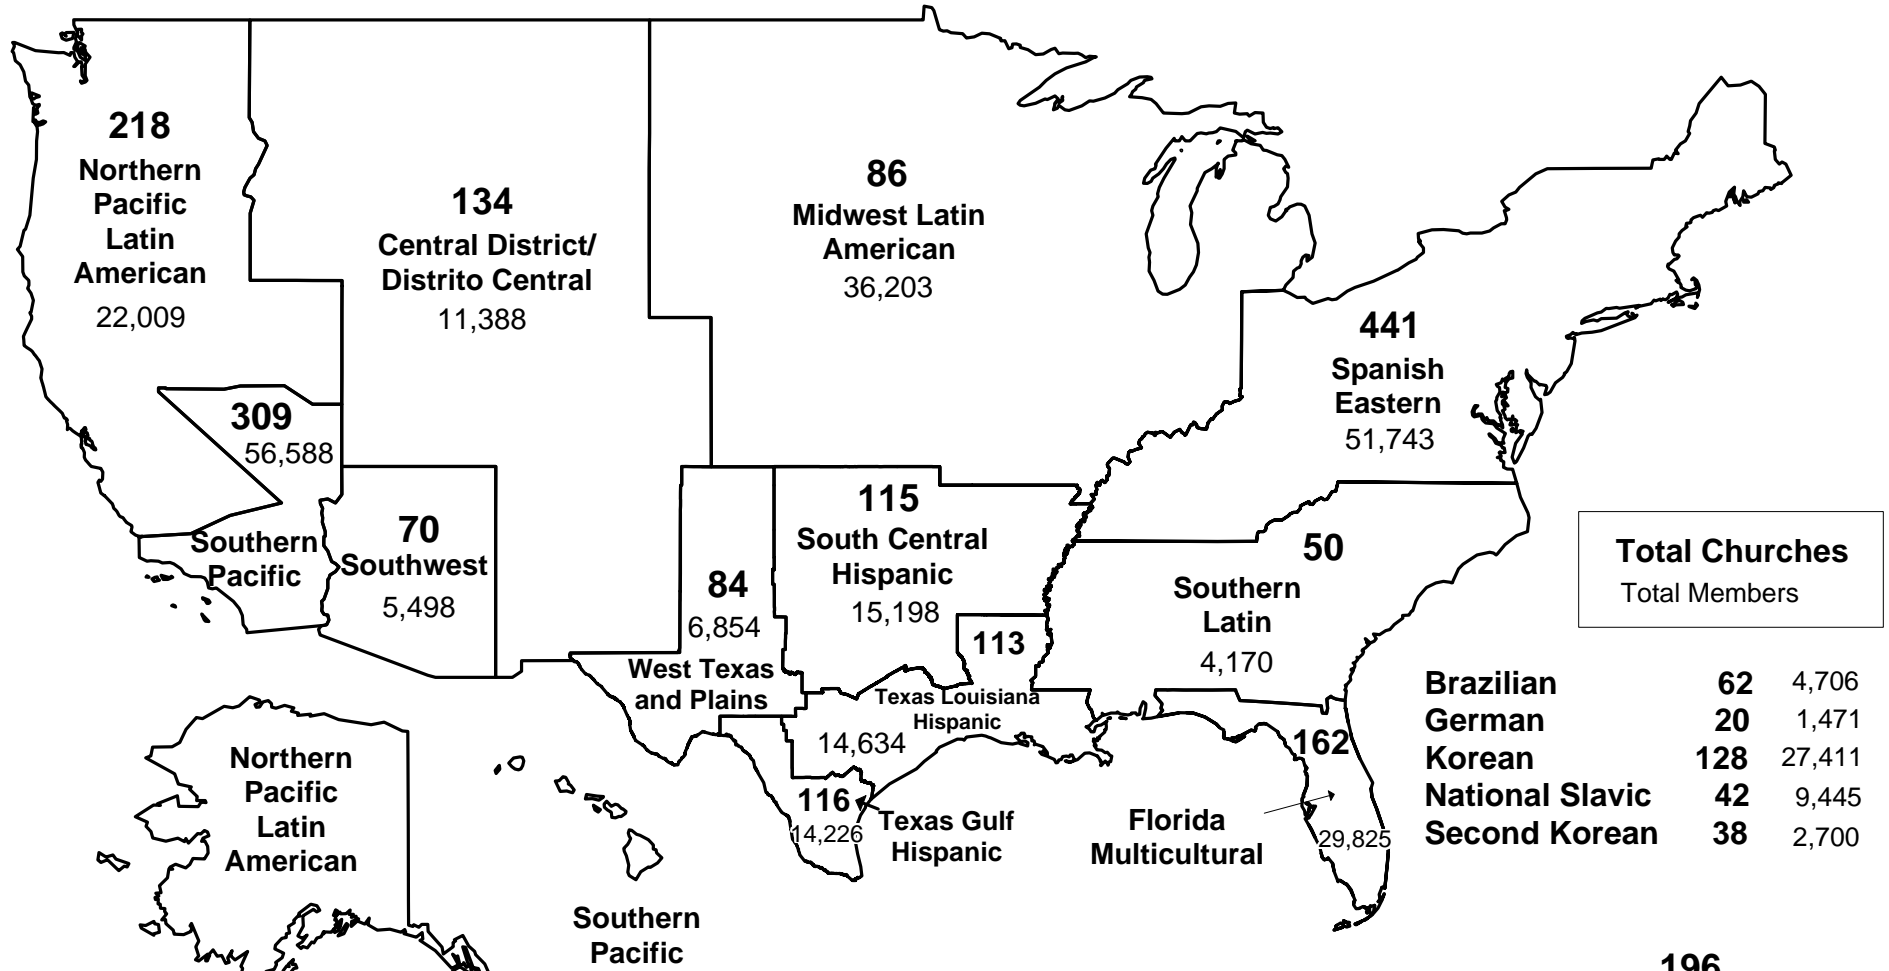 218
Northern
Pacific
Latin
American
22,009
134
Central District/
Distrito Central
11,388
86
Midwest Latin
American
36,203
441
Spanish
Eastern
51,743
309
56,588
Southern
Pacific
70
Southwest
5,498
84
6,854
West Texas
and Plains
115
South Central
Hispanic
15,198
113
Texas Louisiana
Hispanic
14,634
50
Southern
Latin
4,170
116
14,226
Texas Gulf
Hispanic
162
Florida
Multicultural
29,825
Total Churches
Total Members
Brazilian 62 4,706
German 20 1,471
Korean 128 27,411
National Slavic 42 9,445
Second Korean 38 2,700
Northern
Pacific
Latin
American
Southern
Pacific
196